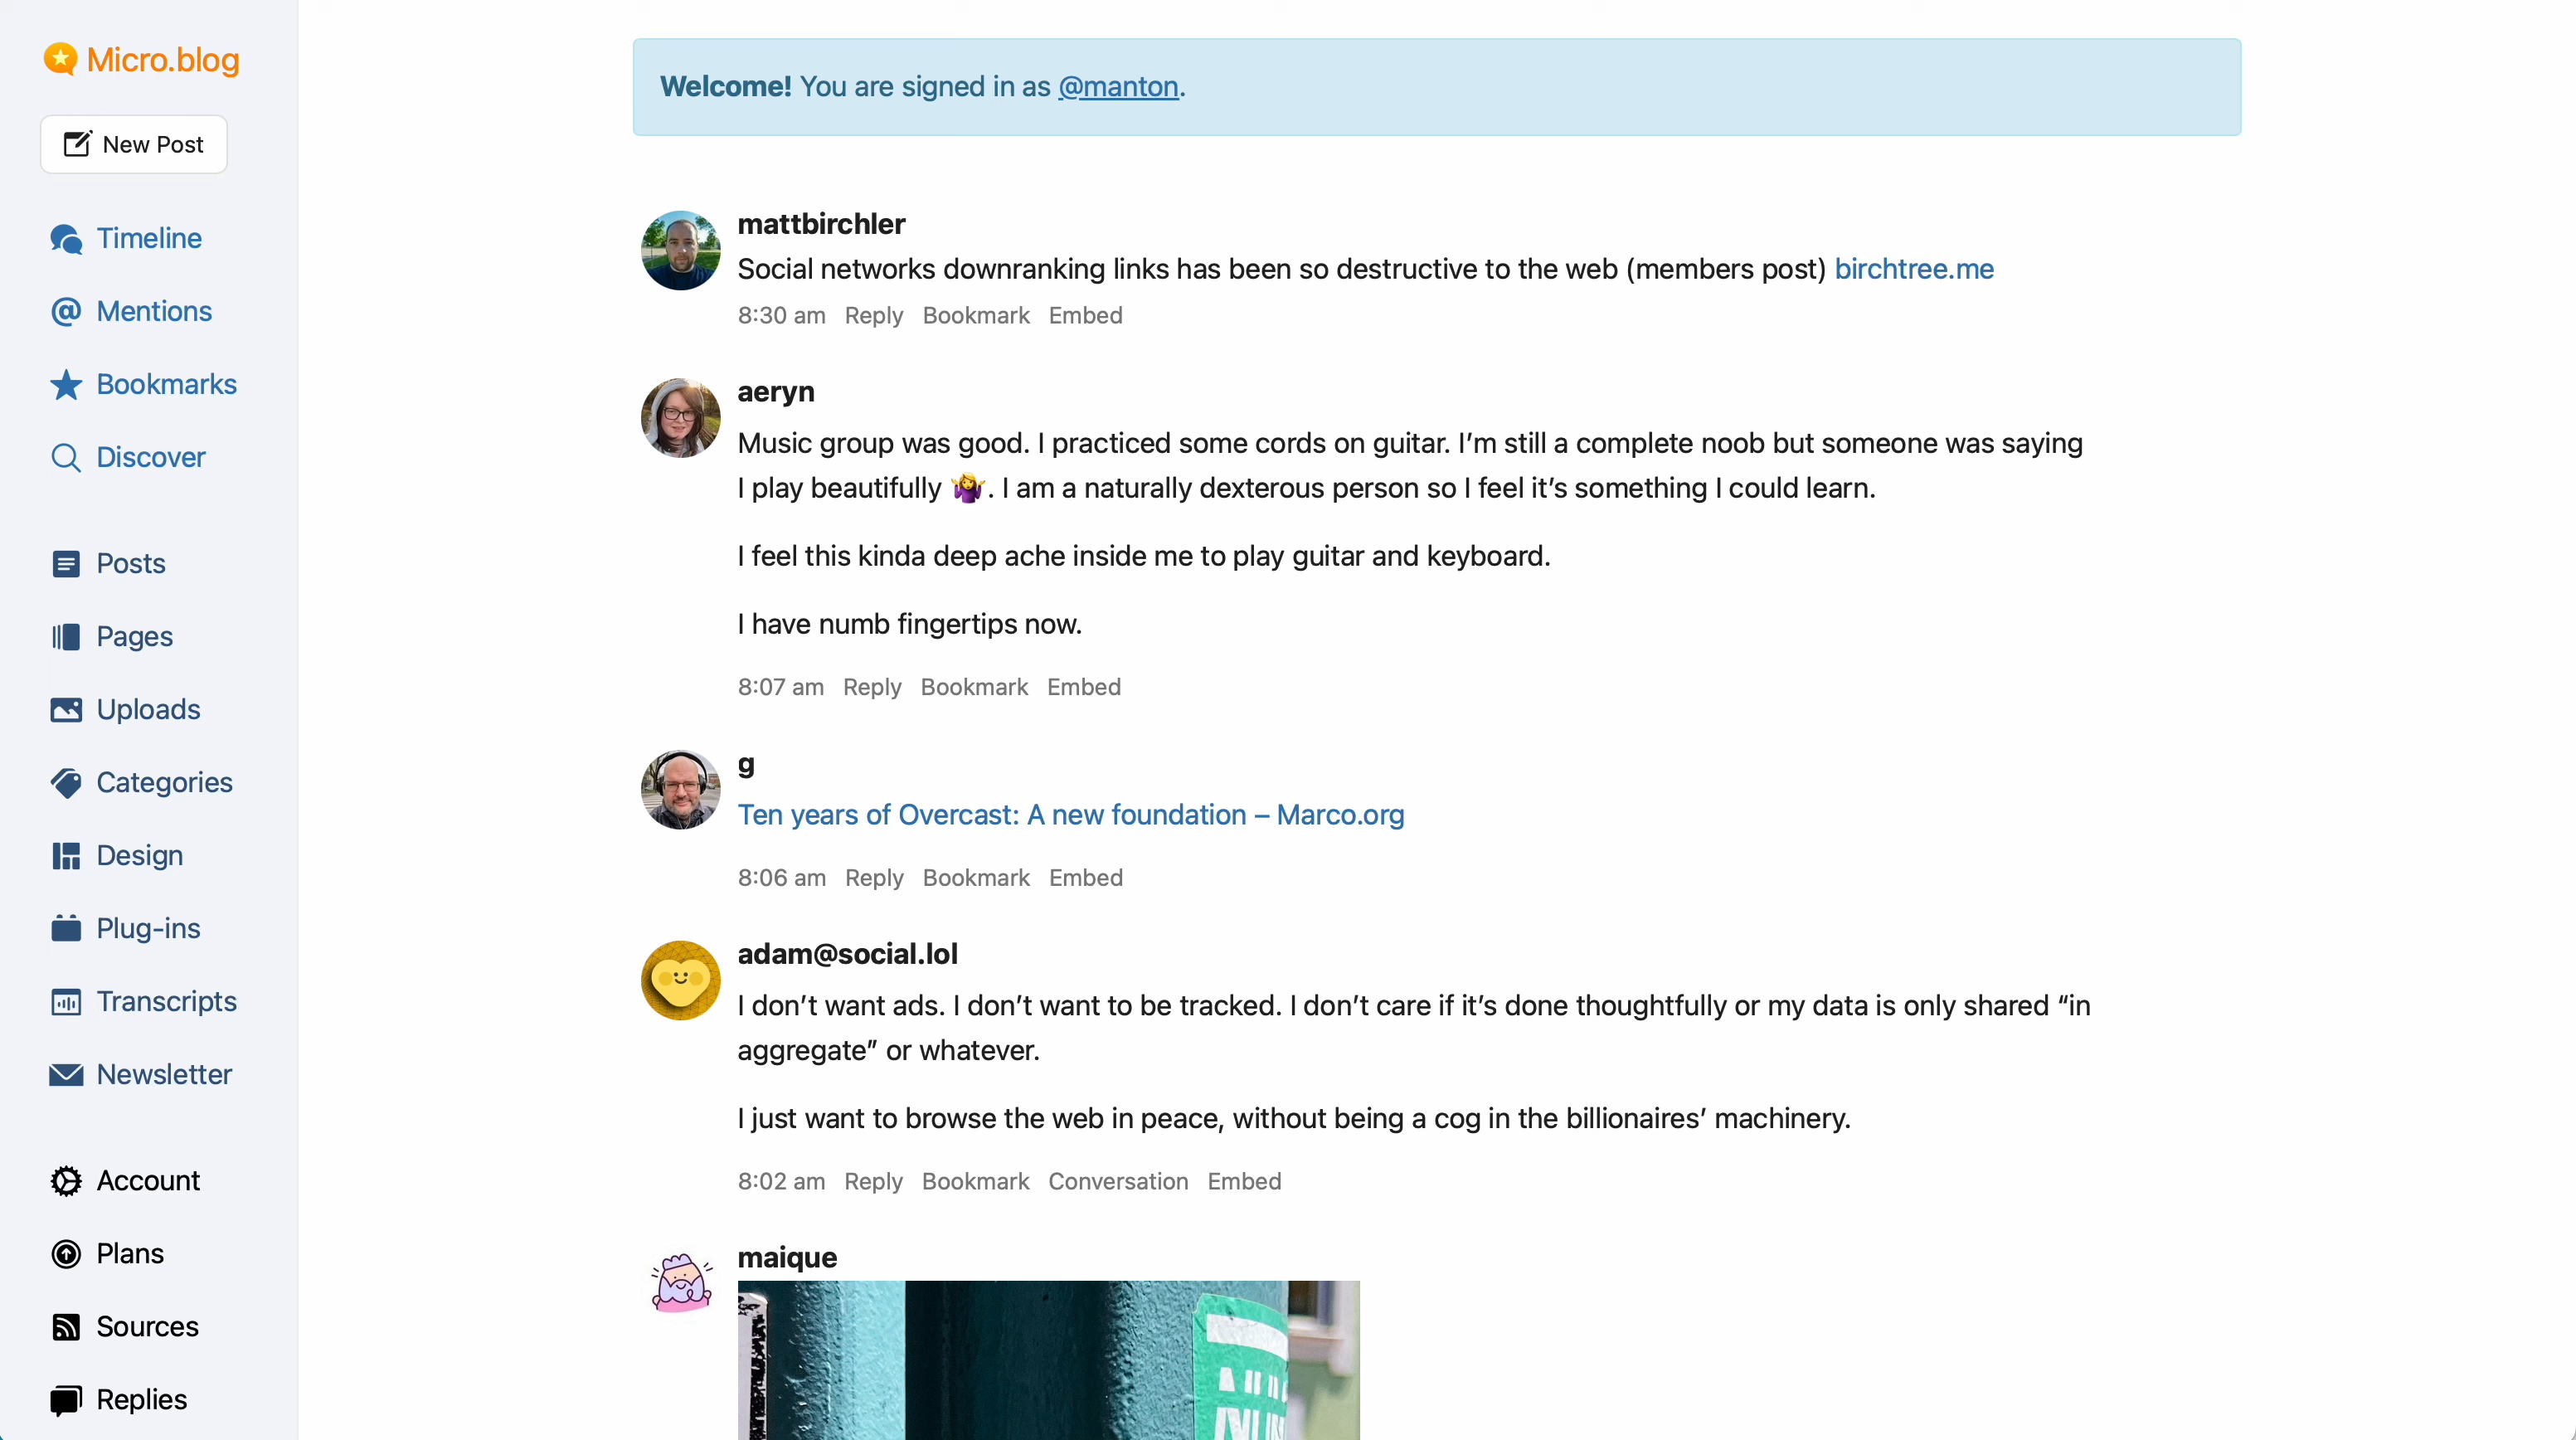 Micro.blog
New Post
Timeline
Mentions
Bookmarks
Discover
Posts
Pages
Uploads
Categories
Design
Plug-ins
Transcripts
Newsletter
Account
Plans
Sources
Replies
Welcome! You are signed in as @manton.
mattbirchler
Social networks downranking links has been so destructive to the web (members post) birchtree.me
8:30 am Reply Bookmark Embed
aeryn
Music group was good. I practiced some cords on guitar. I’m still a complete noob but someone was saying
I play beautifully 🤷‍♀️. I am a naturally dexterous person so I feel it’s something I could learn.
I feel this kinda deep ache inside me to play guitar and keyboard.
I have numb fingertips now.
8:07 am Reply Bookmark Embed
g
Ten years of Overcast: A new foundation – Marco.org
8:06 am Reply Bookmark Embed
adam@social.lol
I don’t want ads. I don’t want to be tracked. I don’t care if it’s done thoughtfully or my data is only shared “in
aggregate” or whatever.
I just want to browse the web in peace, without being a cog in the billionaires’ machinery.
8:02 am Reply Bookmark Conversation Embed
maique